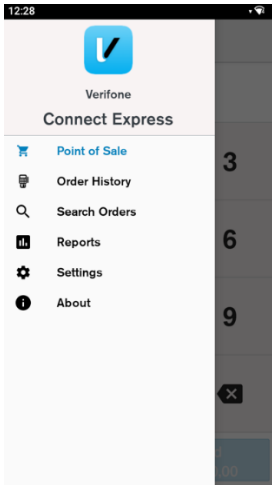 12:28
Verifone
Connect Express
Point of Sale
Order History
Search Orders
Reports
Settings
About
3
6
9